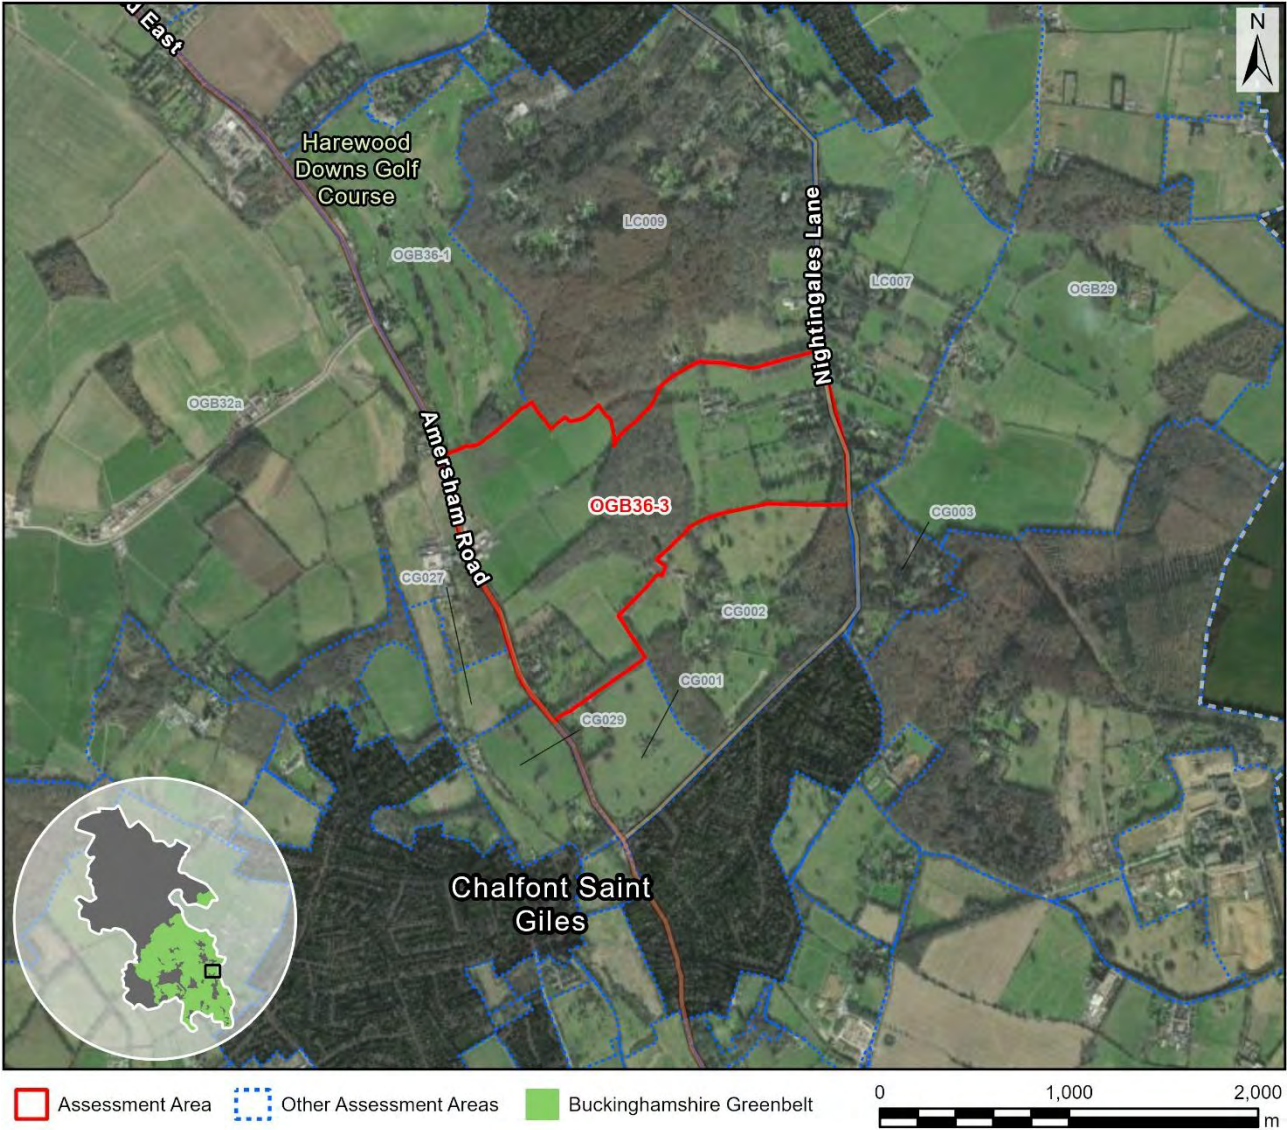 d East
N
Harewood
Downs Golf
Course
LC009
OGB36-1
Nightingales Lane
LC007
OGB29
OGB32a
Amersham Road
OGB36-3
CG003
CG027
CG002
CG001
CG029
Chalfont Saint
Giles
Assessment Area
Other Assessment Areas
Buckinghamshire Greenbelt
0 1,000 2,000
m